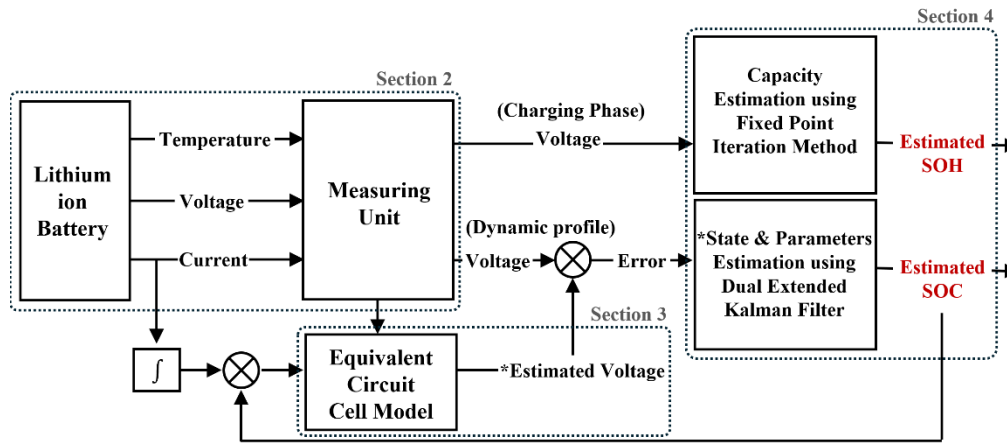 Section 4
Section 2
Capacity
Estimation using
Fixed Point
Iteration Method
(Charging Phase)
Voltage
Temperature
Estimated
SOH
Lithium
ion
Battery
Measuring
Unit
Voltage
(Dynamic profile)
*State & Parameters
Estimation using
Dual Extended
Kalman Filter
Current
Voltage
Error
Estimated
SOC
Section 3
∫
Equivalent
Circuit
Cell Model
*Estimated Voltage